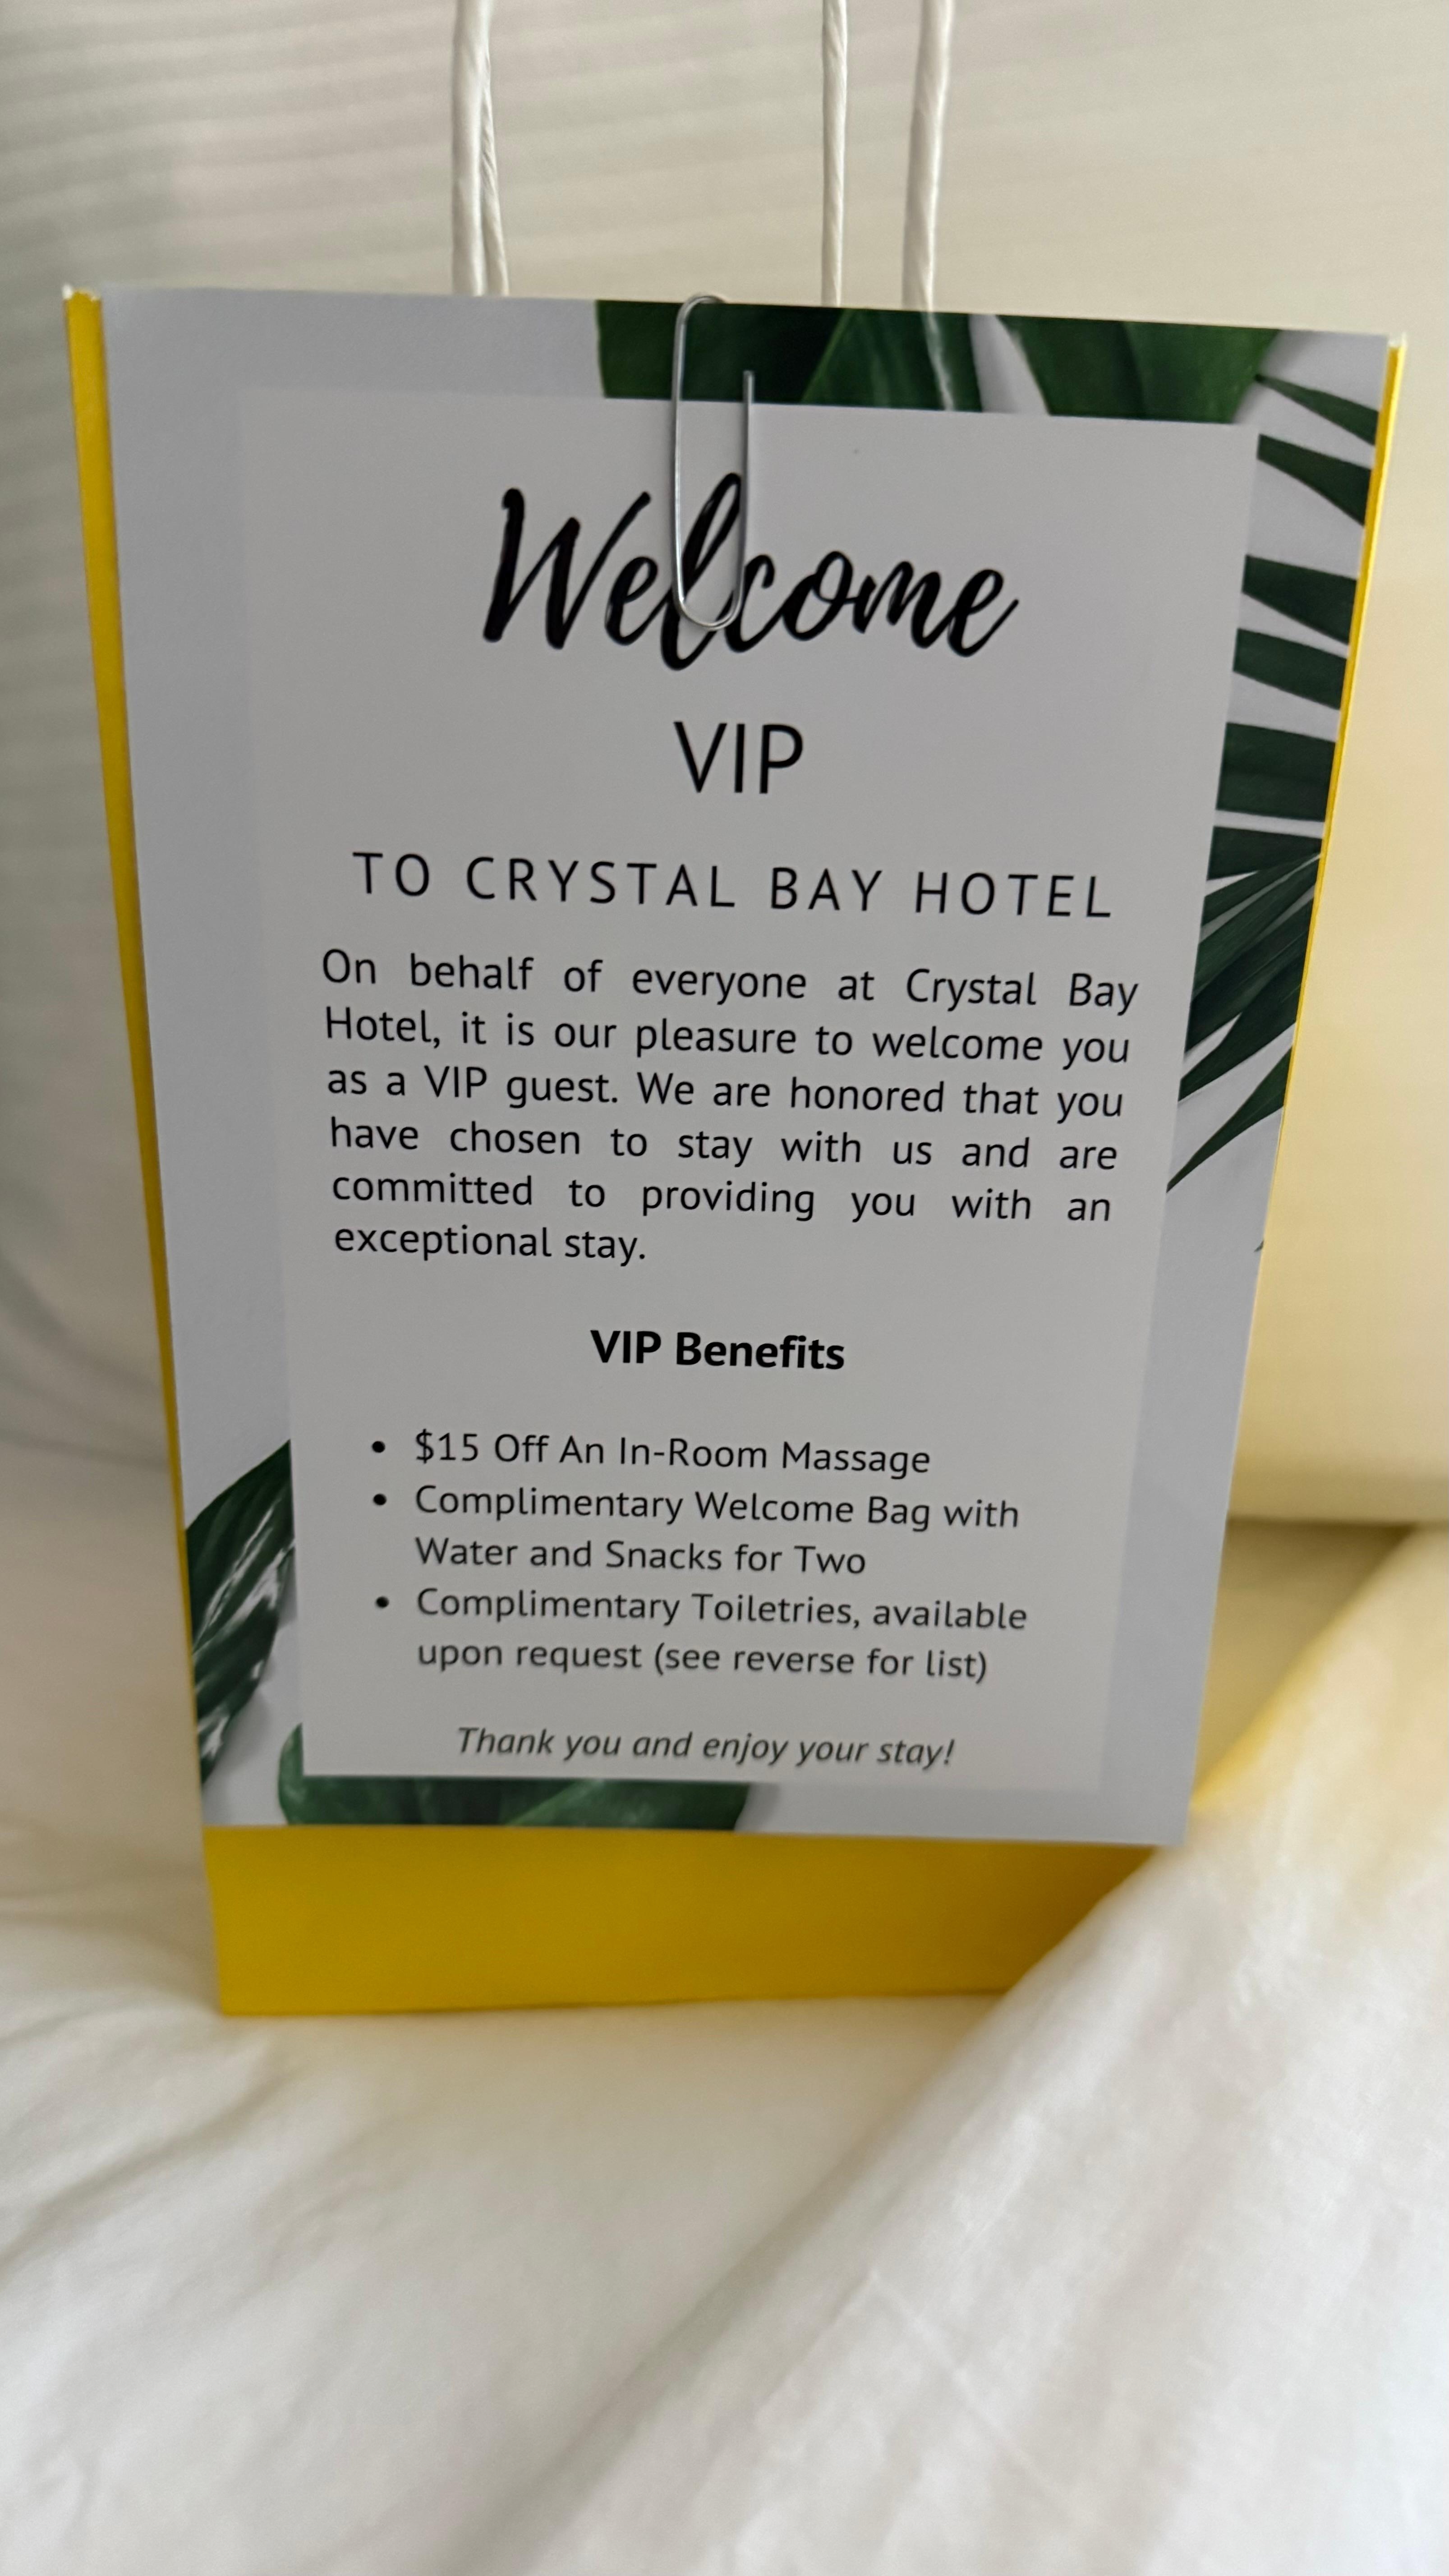 Welcome
VIP
TO CRYSTAL BAY HOTEL
On behalf of everyone at Crystal Bay
Hotel, it is our pleasure to welcome you
as a VIP guest. We are honored that you
have chosen to stay with us and are
committed to providing you with an
exceptional stay.
VIP Benefits
• $15 Off An In-Room Massage
• Complimentary Welcome Bag with
Water and Snacks for Two
• Complimentary Toiletries, available
upon request (see reverse for list)
Thank you and enjoy your stay!